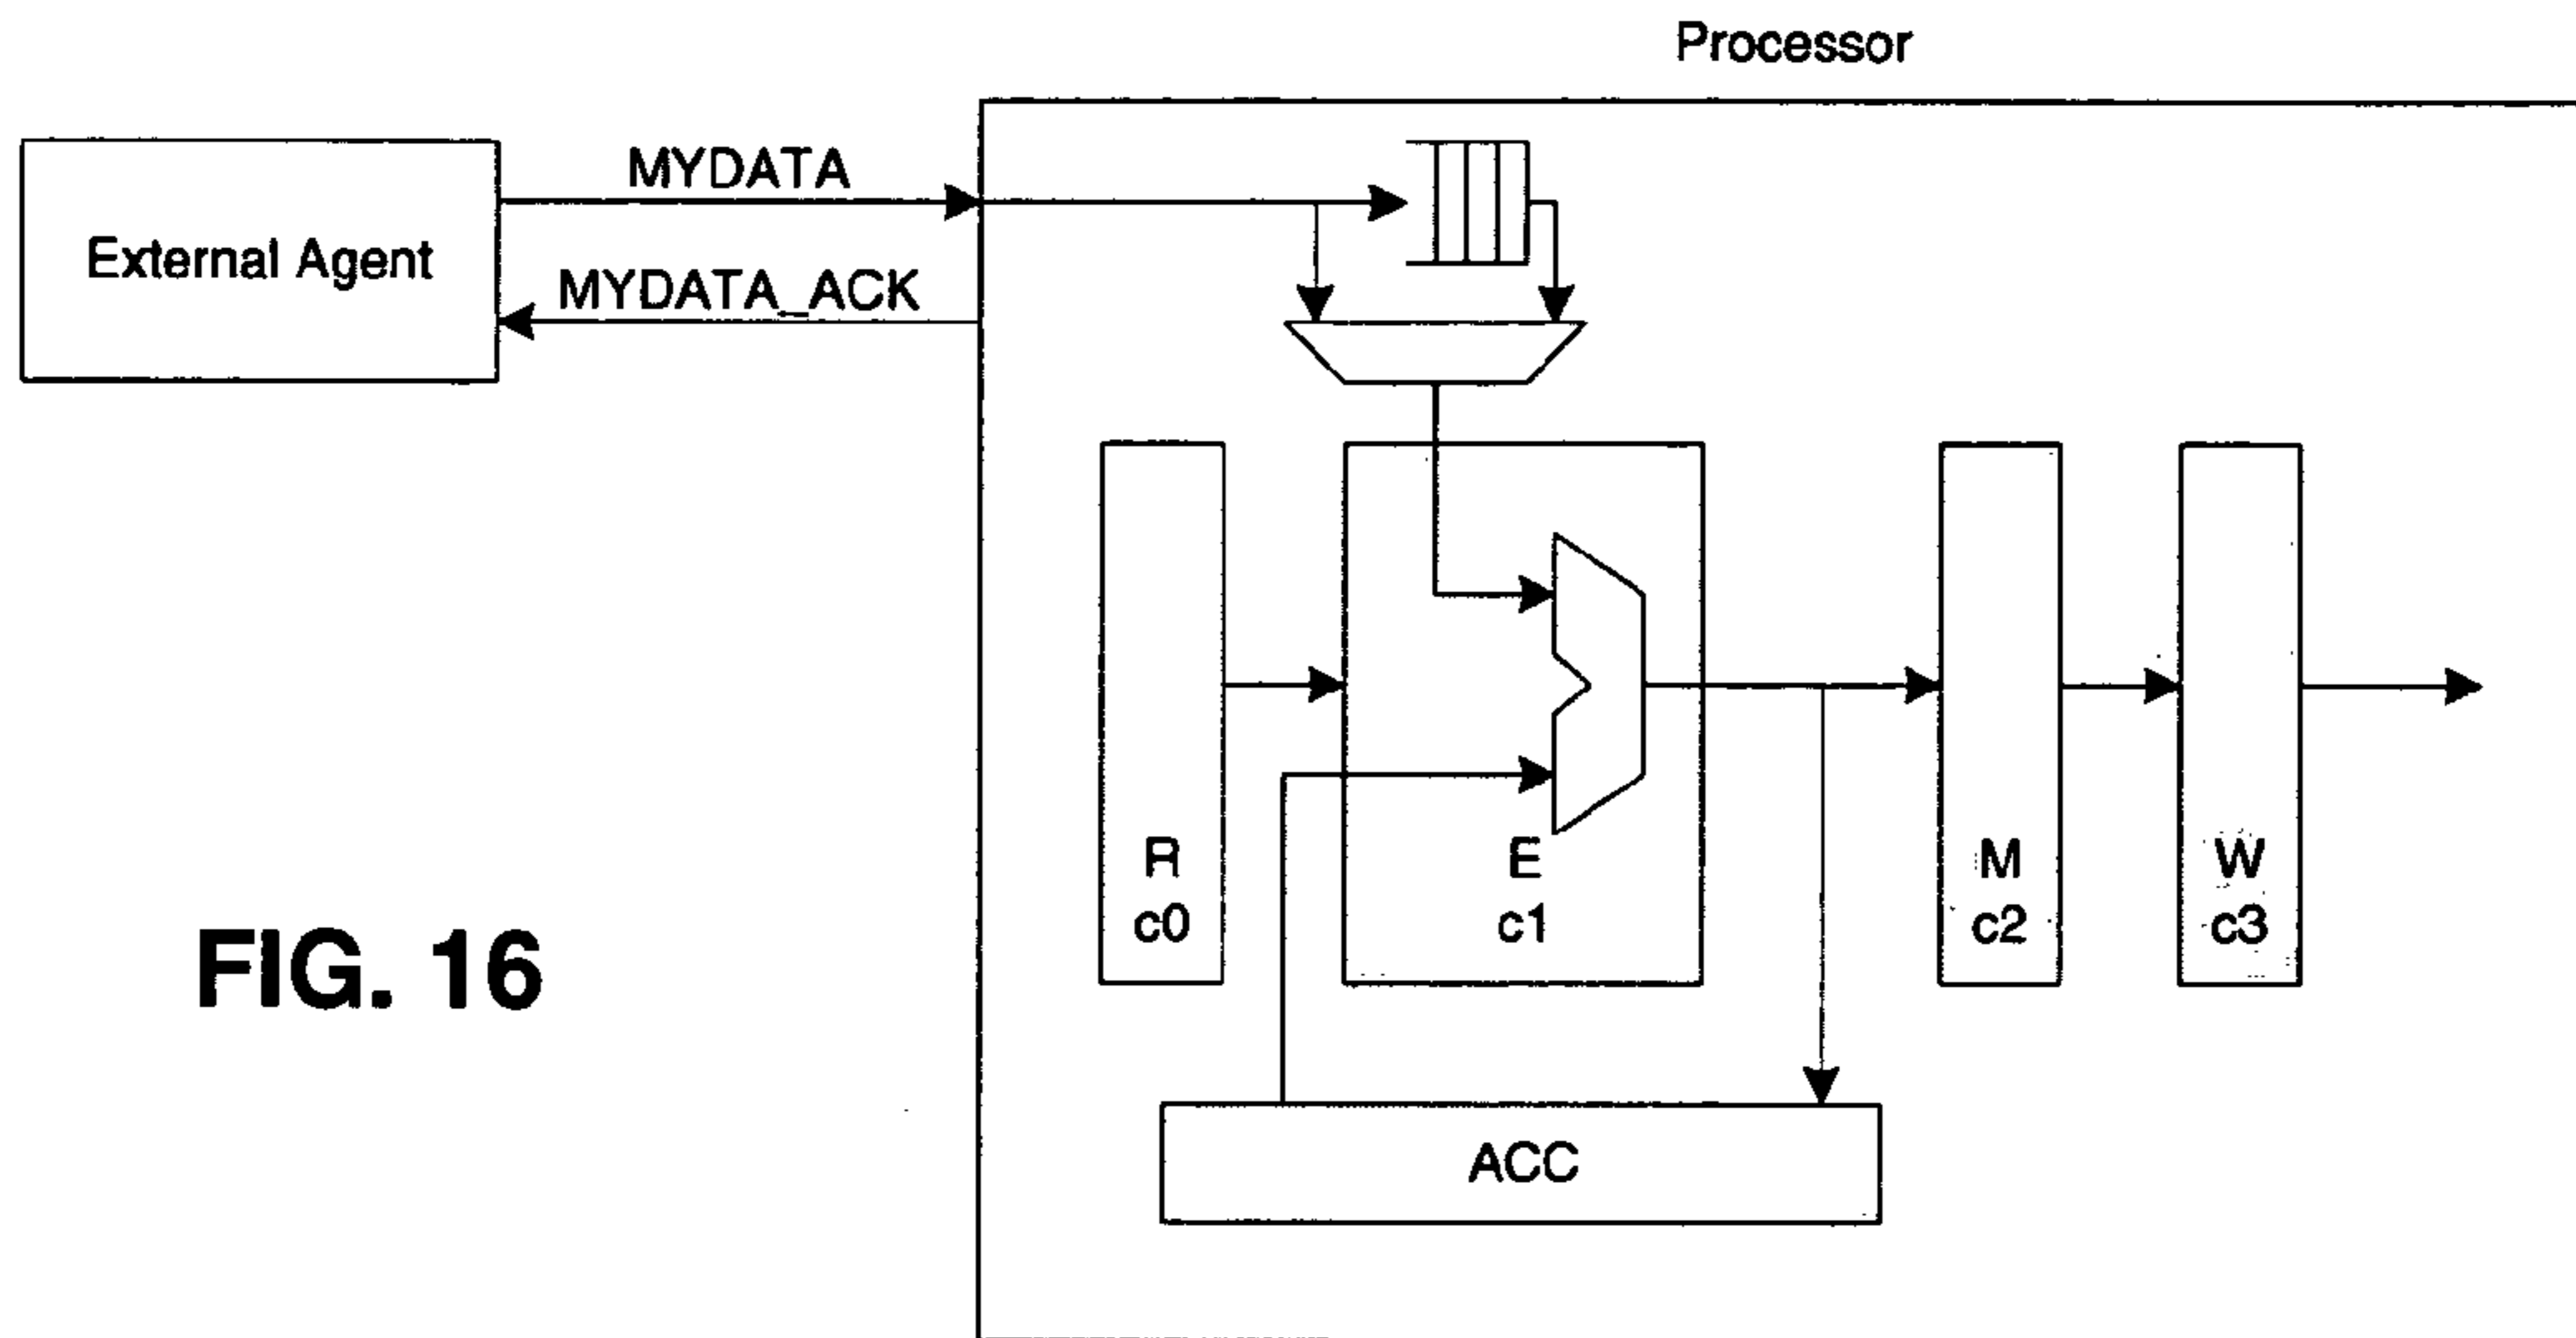 Processor
MYDATA
External Agent
MYDATA_ACK
R
c0
E
c1
M
c2
W
c3
FIG. 16
ACC